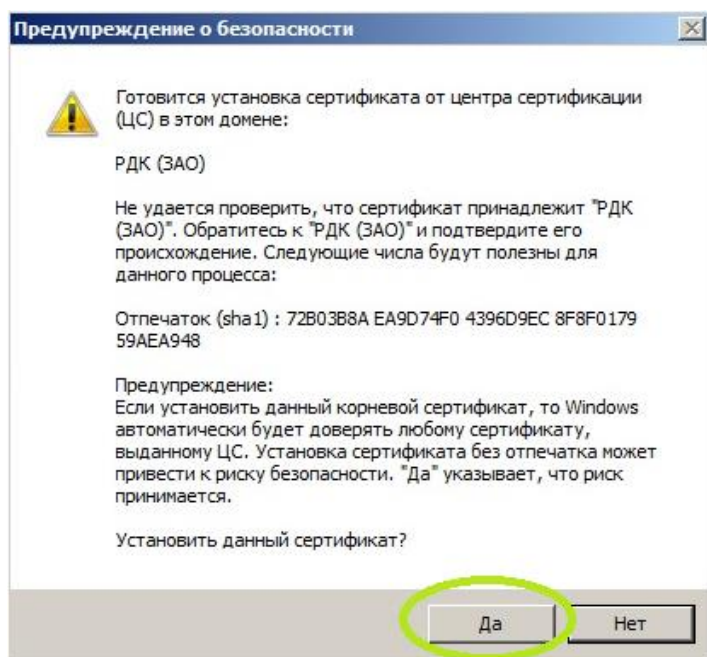 Предупреждение о безопасности
Готовится установка сертификата от центра сертификации
(ЦС) в этом домене:
РДК (ЗАО)
Не удается проверить, что сертификат принадлежит "РДК
(ЗАО)". Обратитесь к "РДК (ЗАО)" и подтвердите его
происхождение. Следующие числа будут полезны для
данного процесса:
Отпечаток (sha1) : 72B03B8A EA9D74F0 4396D9EC 8F8F0179
59AEA948
Предупреждение:
Если установить данный корневой сертификат, то Windows
автоматически будет доверять любому сертификату,
выданному ЦС. Установка сертификата без отпечатка может
привести к риску безопасности. "Да" указывает, что риск
принимается.
Установить данный сертификат?
Да
Нет